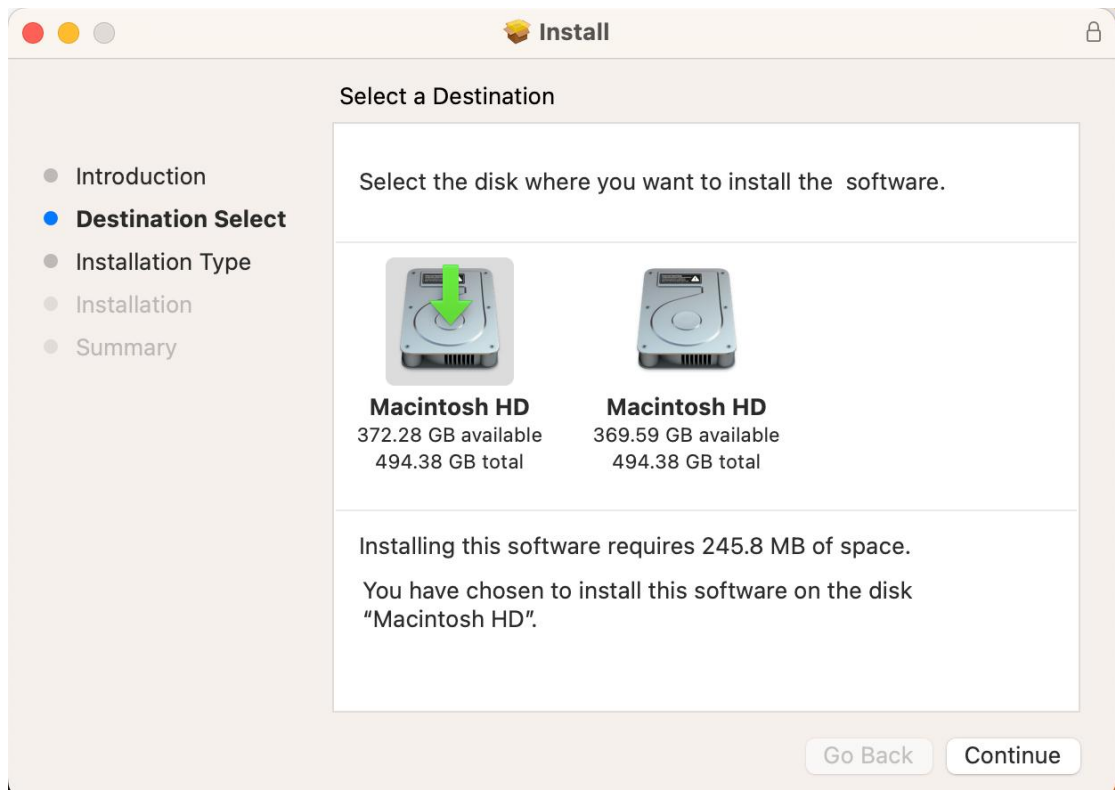 Install
Select a Destination
Introduction
Destination Select
Installation Type
Installation
Summary
Select the disk where you want to install the  software.
Macintosh HD
372.28 GB available
494.38 GB total
Macintosh HD
369.59 GB available
494.38 GB total
Installing this software requires 245.8 MB of space.
You have chosen to install this software on the disk
“Macintosh HD”.
Go Back
Continue